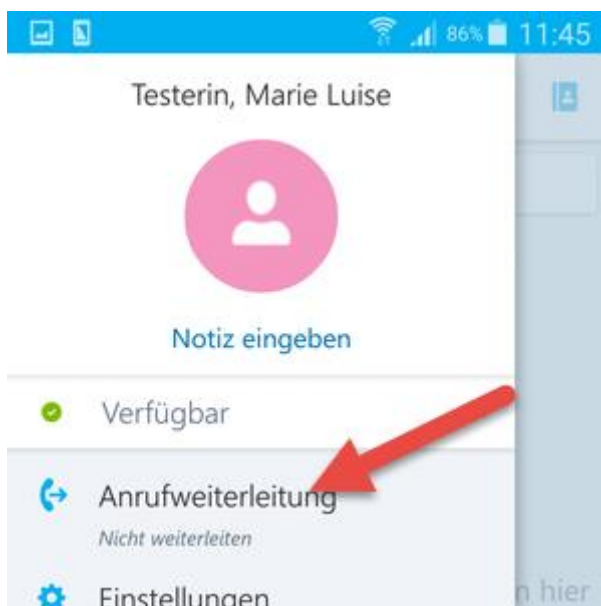 86% 11:45
Testerin, Marie Luise
Notiz eingeben
Verfügbar
Anrufweiterleitung
Nicht weiterleiten
Einstellungen
hier